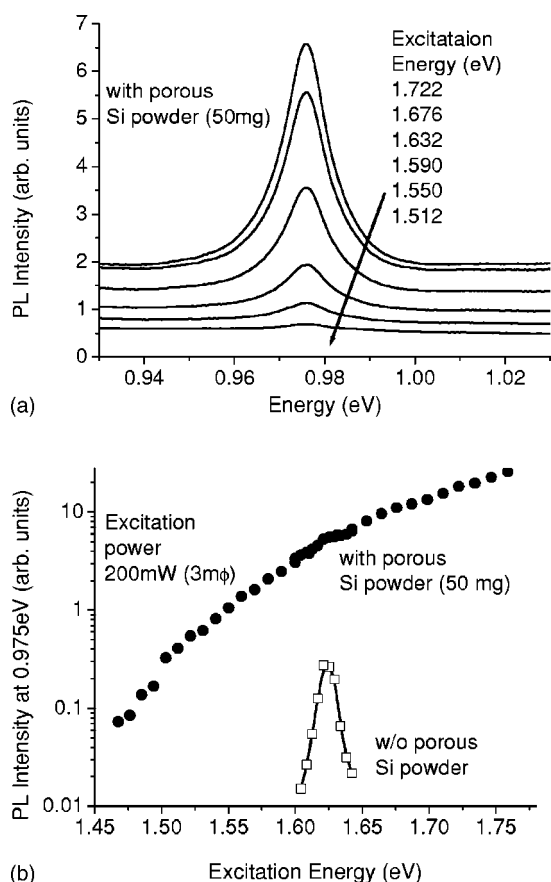 7
6
5
4
3
2
1
0
PL Intensity (arb. units)
with porous
Si powder (50mg)
Excitataion
Energy (eV)
1.722
1.676
1.632
1.590
1.550
1.512
0.94 0.96 0.98 1.00 1.02
Energy (eV)
(a)
10
1
0.1
0.01
PL Intensity at 0.975eV (arb. units)
Excitation
power
200mW (3mϕ)
with porous
Si powder (50 mg)
w/o porous
Si powder
1.45 1.50 1.55 1.60 1.65 1.70 1.75
Excitation Energy (eV)
(b)